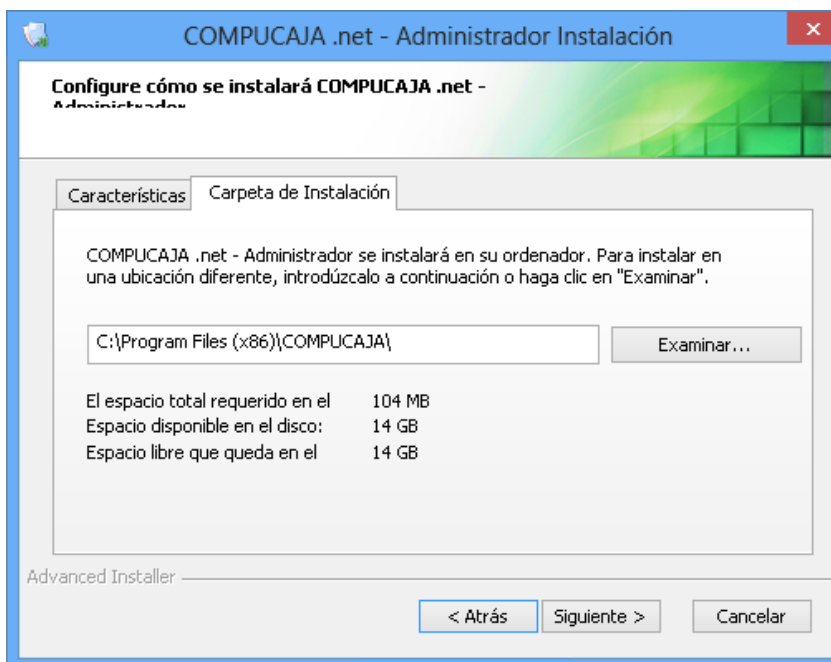 COMPUCAJA .net - Administrador Instalación
Configure cómo se instalará COMPUCAJA .net -
Administrador
Características
Carpeta de Instalación
COMPUCAJA .net - Administrador se instalará en su ordenador. Para instalar en
una ubicación diferente, introdúzcalo a continuación o haga clic en "Examinar".
C:\Program Files (x86)\COMPUCAJA\
Examinar...
El espacio total requerido en el 104 MB
Espacio disponible en el disco: 14 GB
Espacio libre que queda en el 14 GB
Advanced Installer
< Atrás
Siguiente >
Cancelar